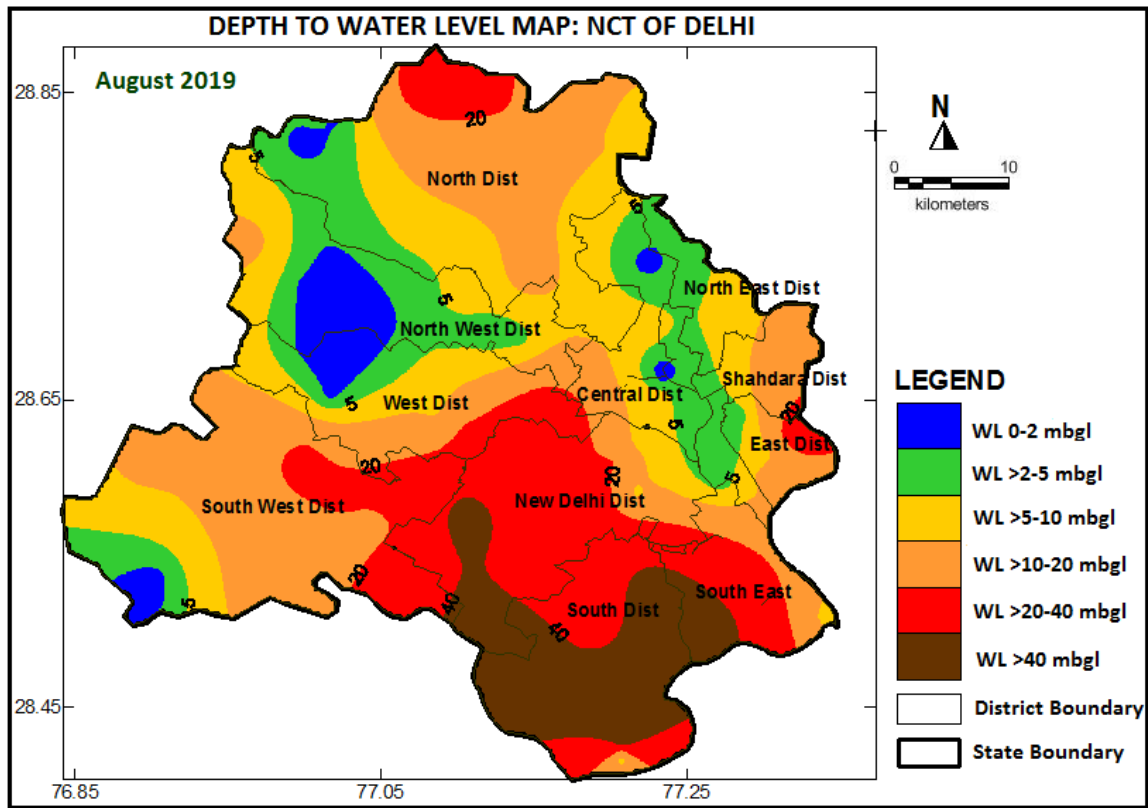 DEPTH TO WATER LEVEL MAP: NCT OF DELHI
August 2019
28.85
28.65
28.45
76.85
77.05
77.25
N
0 10
kilometers
20
5
North Dist
5
5
North East Dist
North West Dist
5
Shahdara Dist
Central Dist
West Dist
5
5
20
East Dist
20
20
5
South West Dist
New Delhi Dist
20
South East
5
40
South Dist
40
LEGEND
WL 0-2 mbgl
WL >2-5 mbgl
WL >5-10 mbgl
WL >10-20 mbgl
WL >20-40 mbgl
WL >40 mbgl
District Boundary
State Boundary